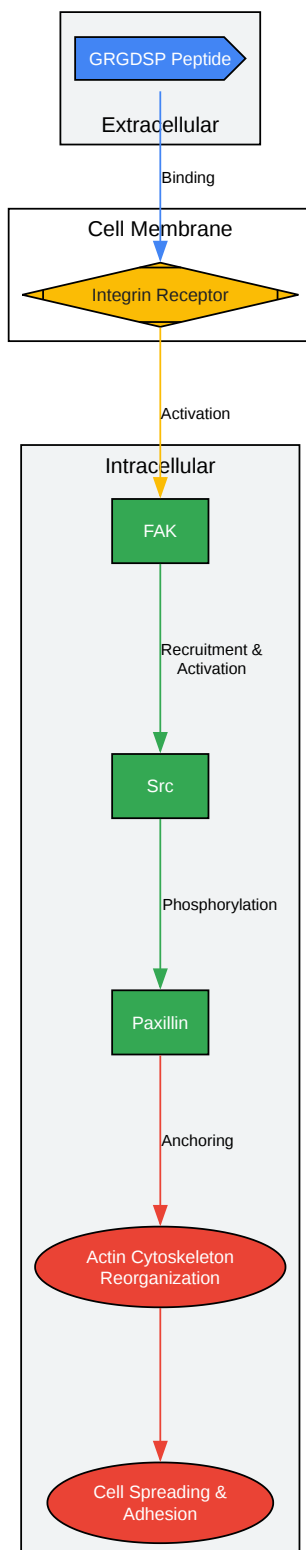 GRGDSP Peptide
Extracellular
Binding
Cell Membrane
Integrin Receptor
Activation
Intracellular
FAK
Recruitment &
Activation
Src
Phosphorylation
Paxillin
Anchoring
Actin Cytoskeleton
Reorganization
Cell Spreading &
Adhesion